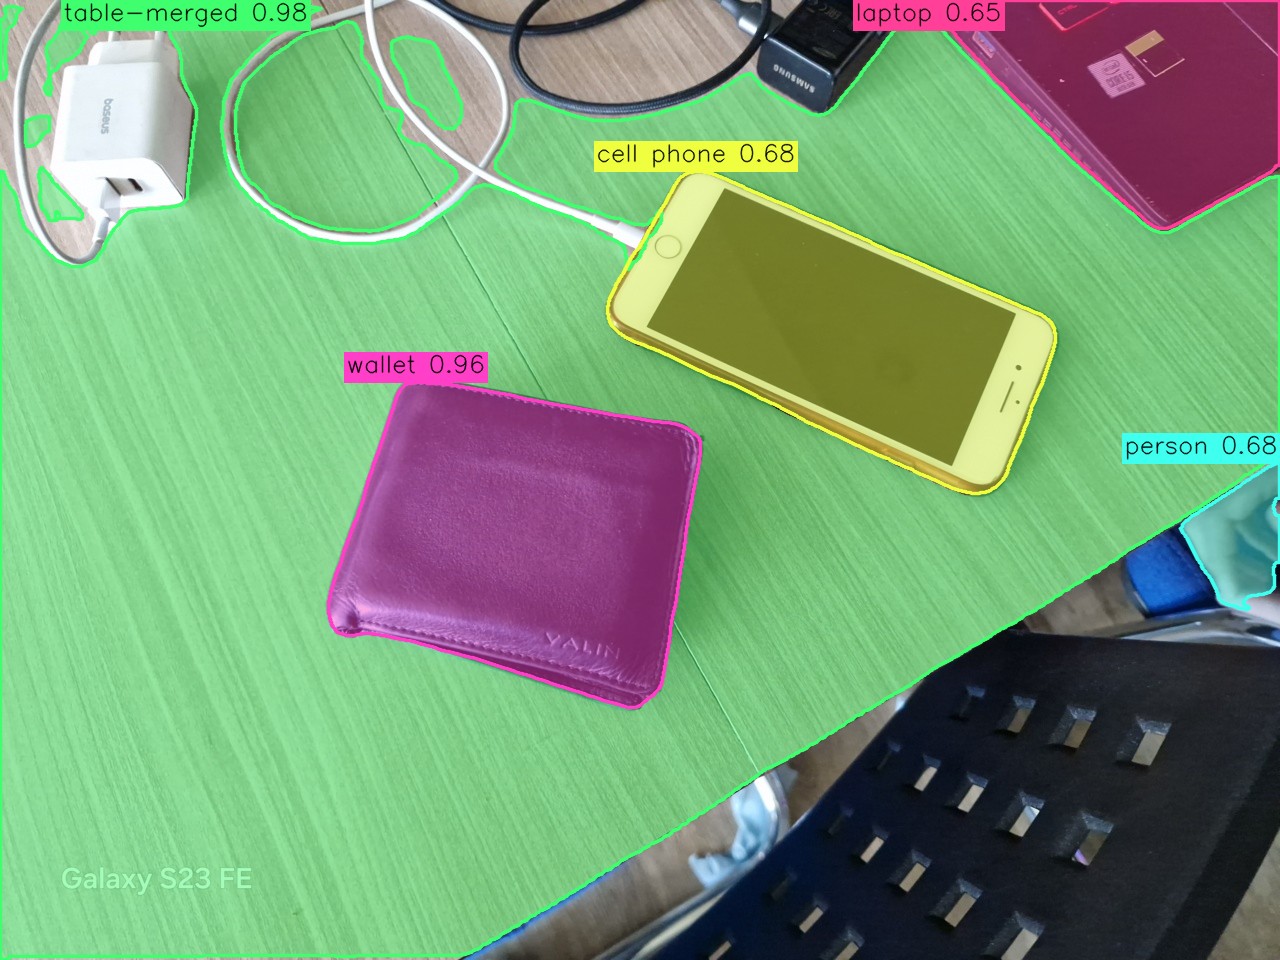 table-merged 0.98
laptop 0.65
baseus
SAMSUNG
cell phone 0.68
wallet 0.96
person 0.68
YALIN
Galaxy S23 FE